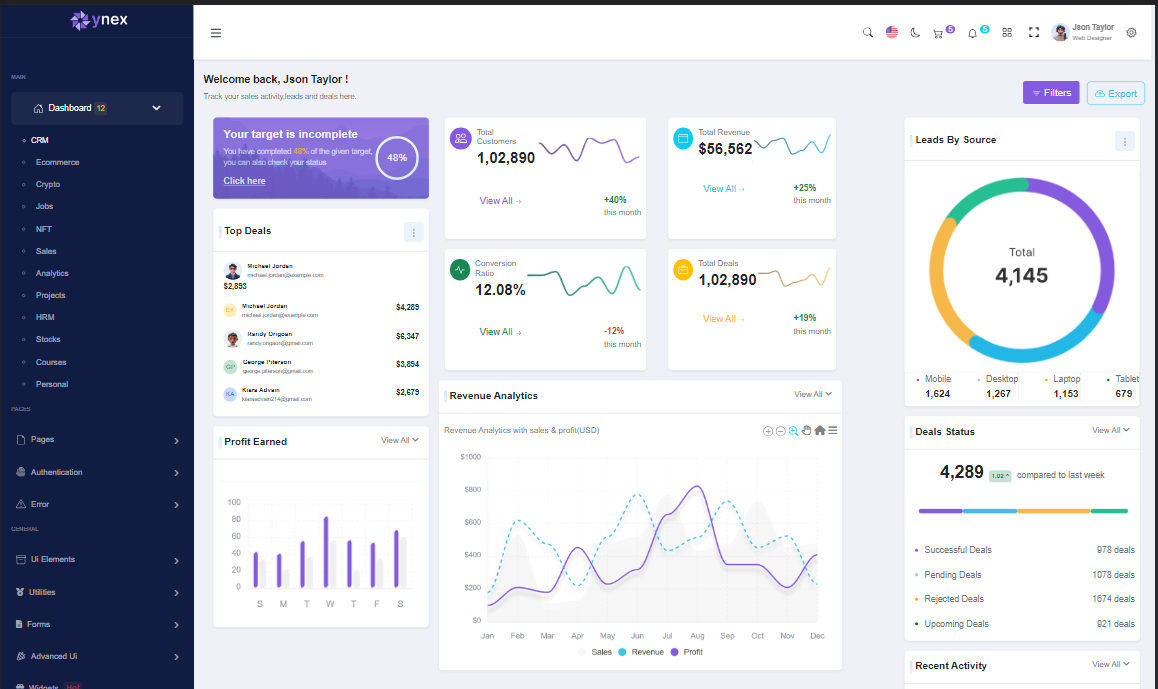 ynex
MAIN
Dashboard 12
CRM
Ecommerce
Crypto
Jobs
NFT
Sales
Analytics
Projects
HRM
Stocks
Courses
Personal
PAGES
Pages
Authentication
Error
GENERAL
Ui Elements
Utilities
Forms
Advanced Ui
Widgets Hot
5
5
Json Taylor
Web Designer
Welcome back, Json Taylor !
Track your sales activity,leads and deals here.
Filters
Export
Your target is incomplete
You have completed 48% of the given target,
you can also check your status
Click here
48%
Top Deals
Michael Jordan
michael.jordan@example.com
$2,893
EK
Michael Jordan
michael.jordan@example.com
$4,289
Randy Origoan
randy.origaon@gmail.com
$6,347
GP
George Piterson
george.piterson@gmail.com
$3,894
KA
Kiara Advain
kiaraadvain214@gmail.com
$2,679
Profit Earned
View All
100
80
60
40
20
0
S M T W T F S
Total
Customers
1,02,890
View All →
+40%
this month
Total Revenue
$56,562
View All →
+25%
this month
Conversion
Ratio
12.08%
View All →
-12%
this month
Total Deals
1,02,890
View All →
+19%
this month
Revenue Analytics
View All
Revenue Analytics with sales & profit(USD)
$1000
$800
$600
$400
$200
$0
Jan Feb Mar Apr May Jun Jul Aug Sep Oct Nov Dec
Sales Revenue Profit
Leads By Source
Total
4,145
Mobile Desktop Laptop Tablet
1,624 1,267 1,153 679
Deals Status
View All
4,289 1.02 compared to last week
Successful Deals 978 deals
Pending Deals 1078 deals
Rejected Deals 1674 deals
Upcoming Deals 921 deals
Recent Activity
View All